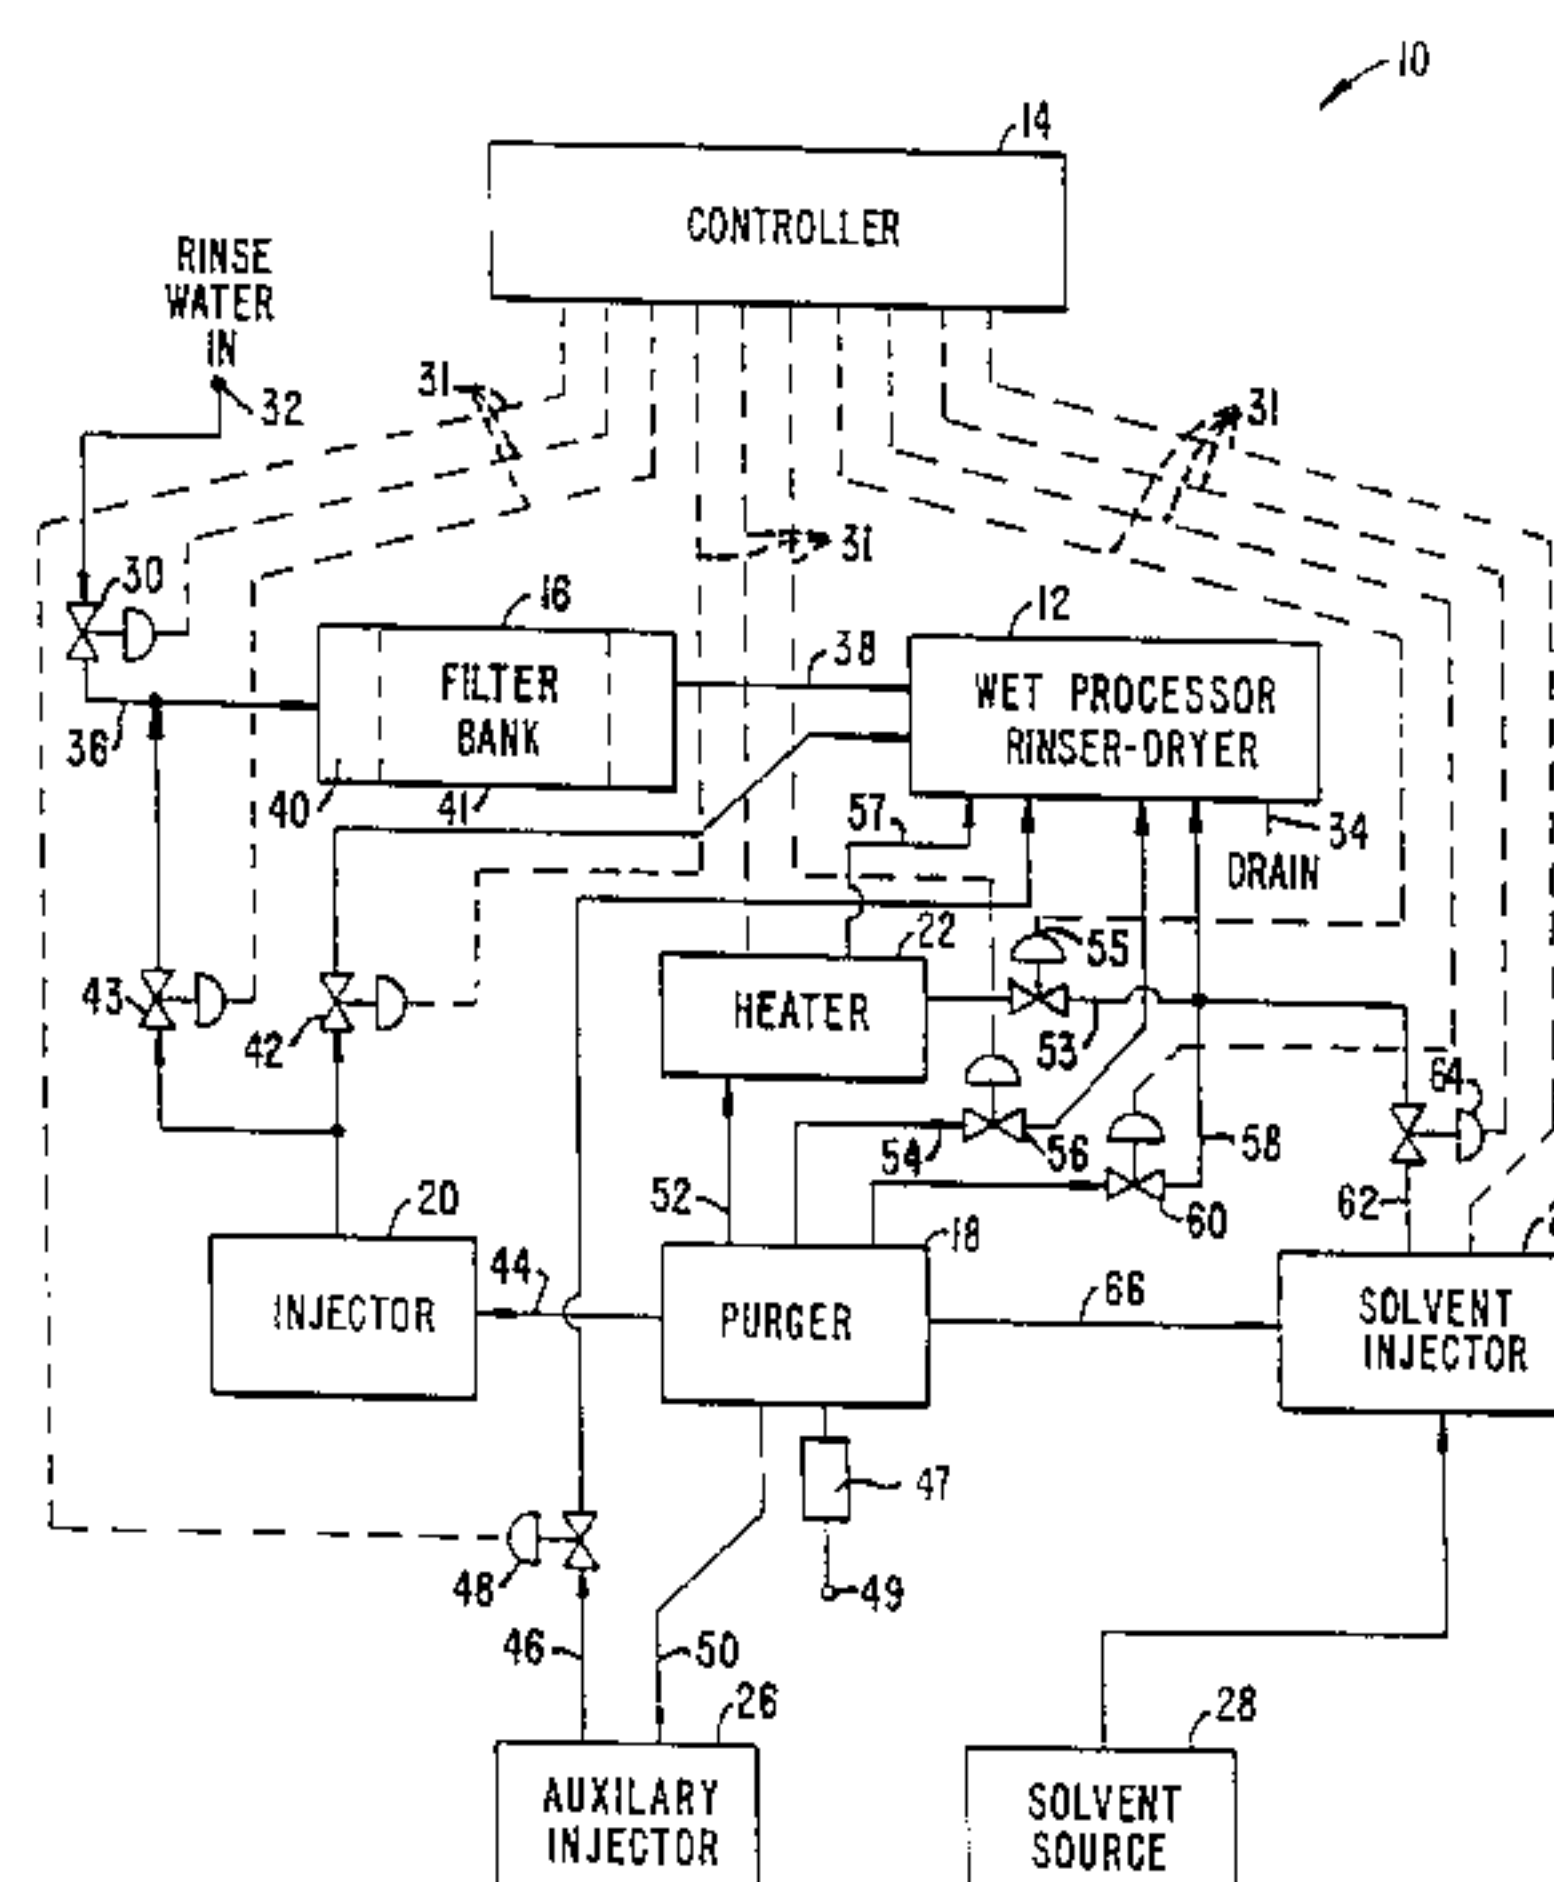 10
14
CONTROLLER
RINSE
WATER
IN
32
31
31
31
30
16
FILTER
BANK
38
12
WET PROCESSOR
RINSER-DRYER
36
40
41
57
34
DRAIN
22
HEATER
55
43
42
53
64
54
56
58
52
60
62
20
INJECTOR
44
18
PURGER
66
SOLVENT
INJECTOR
47
48
49
46
50
26
AUXILARY
INJECTOR
28
SOLVENT
SOURCE